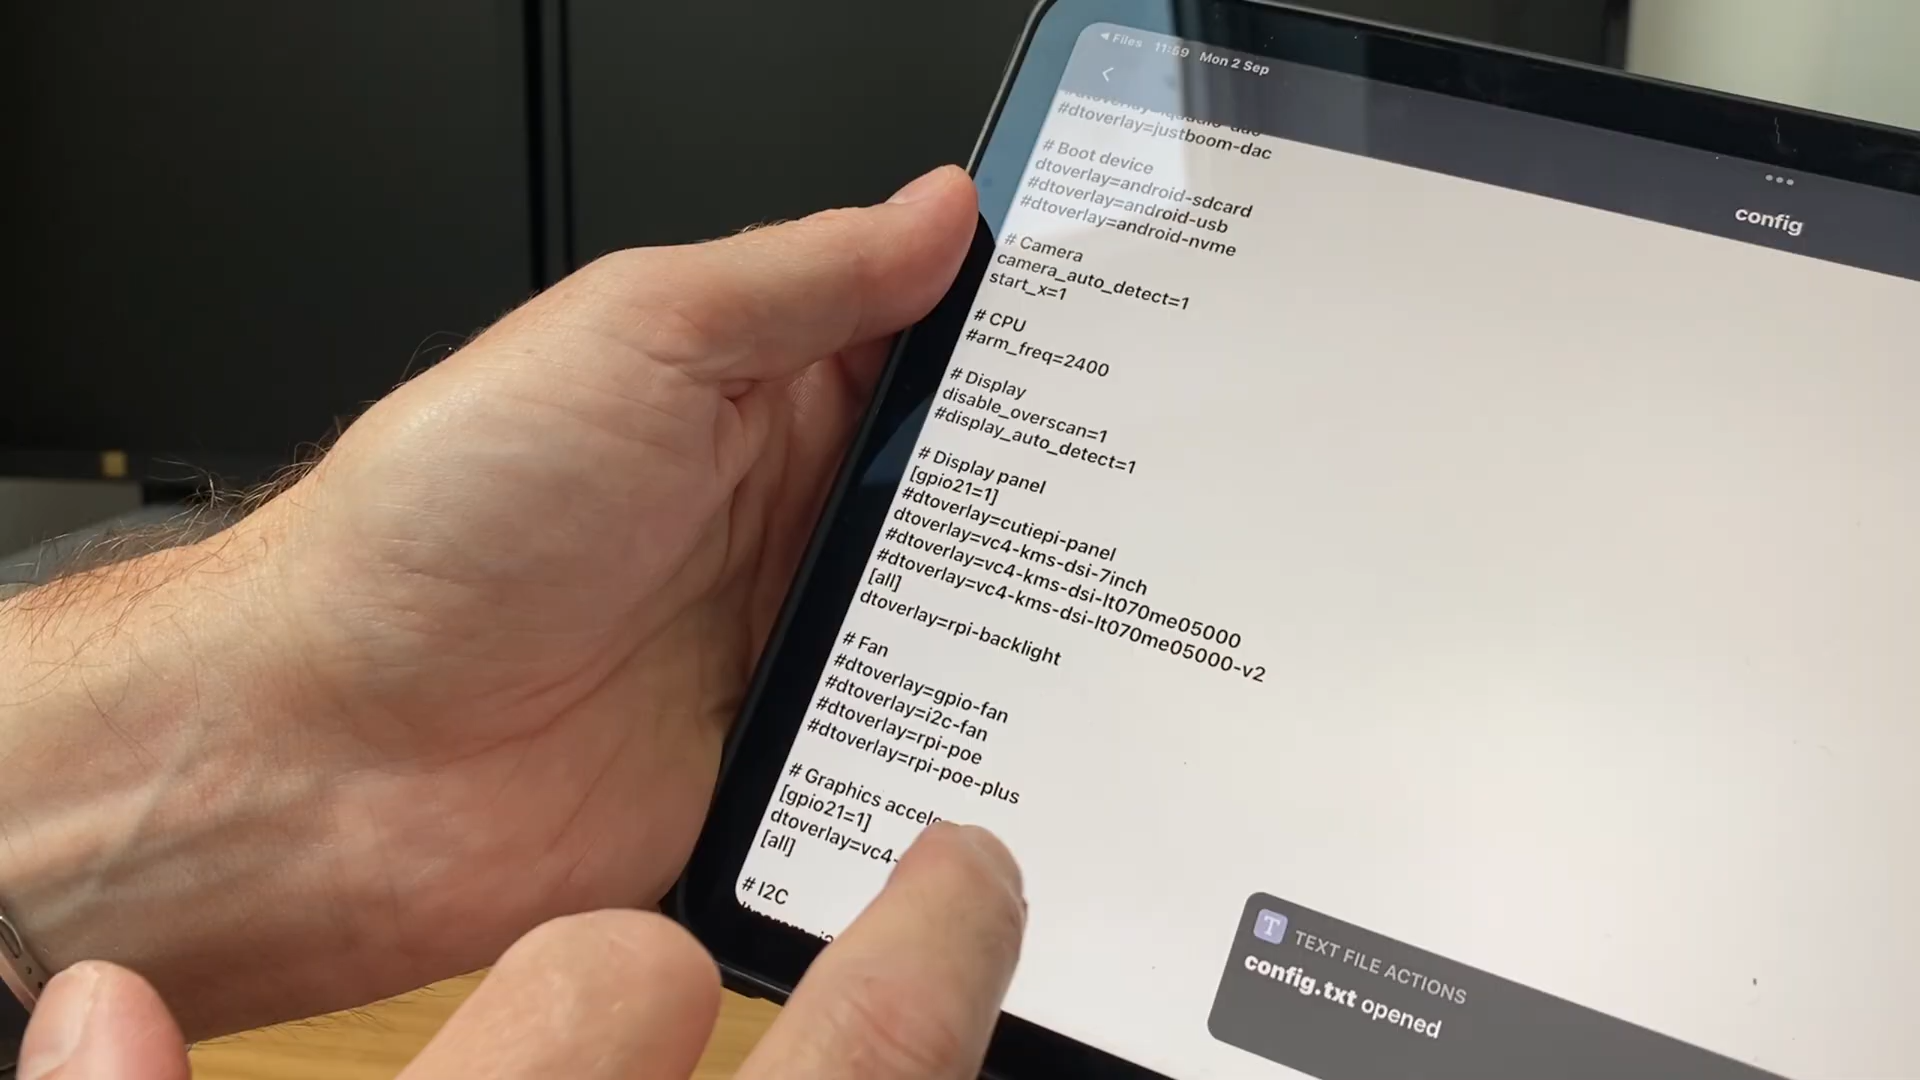 Files 11:59 Mon 2 Sep
config
#dtoverlay=justboom-dac
# Boot device
dtoverlay=android-sdcard
#dtoverlay=android-usb
#dtoverlay=android-nvme
# Camera
camera_auto_detect=1
start_x=1
# CPU
#arm_freq=2400
# Display
disable_overscan=1
#display_auto_detect=1
# Display panel
[gpio21=1]
#dtoverlay=cutiepi-panel
dtoverlay=vc4-kms-dsi-7inch
#dtoverlay=vc4-kms-dsi-lt070me05000
#dtoverlay=vc4-kms-dsi-lt070me05000-v2
[all]
dtoverlay=rpi-backlight
# Fan
#dtoverlay=gpio-fan
#dtoverlay=i2c-fan
#dtoverlay=rpi-poe
#dtoverlay=rpi-poe-plus
# Graphics accele
[gpio21=1]
dtoverlay=vc4-
[all]
# I2C
T TEXT FILE ACTIONS
config.txt opened